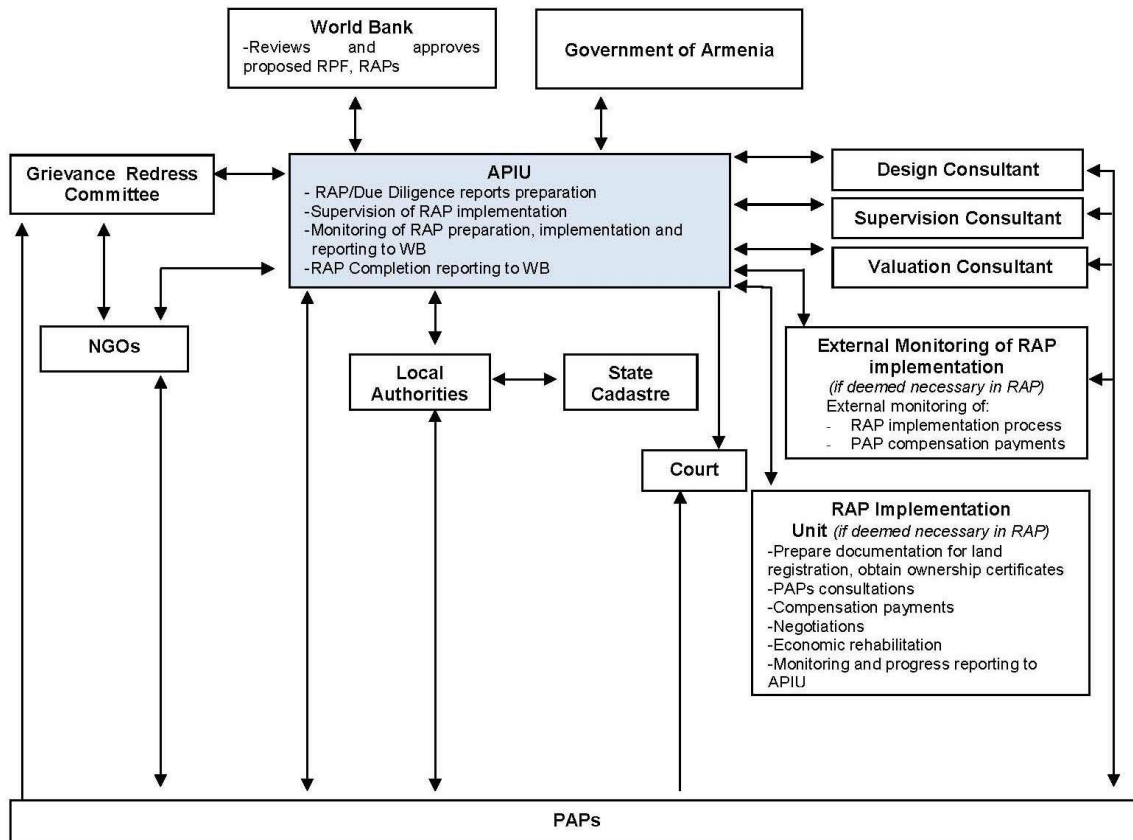 World Bank
-Reviews and approves
proposed RPF, RAPs
Government of Armenia
Grievance Redress
Committee
APIU
- RAP/Due Diligence reports preparation
-Supervision of RAP implementation
-Monitoring of RAP preparation, implementation and
reporting to WB
-RAP Completion reporting to WB
Design Consultant
Supervision Consultant
Valuation Consultant
NGOs
Local
Authorities
State
Cadastre
External Monitoring of RAP
implementation
(if deemed necessary in RAP)
External monitoring of:
- RAP implementation process
- PAP compensation payments
Court
RAP Implementation
Unit (if deemed necessary in RAP)
-Prepare documentation for land
registration, obtain ownership certificates
-PAPs consultations
-Compensation payments
-Negotiations
-Economic rehabilitation
-Monitoring and progress reporting to
APIU
PAPs